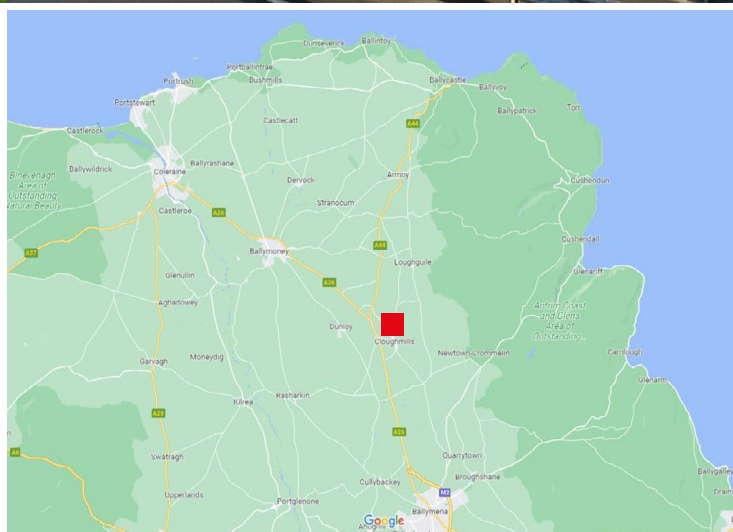 Dunseverick
Ballintoy
Portballintrae
Ballycastle
Portrush
Bushmills
Ballyvoy
Portstewart
Ballypatrick
Torr
Castlecatt
Castlerock
A44
Ballyrashane
Ballywildrick
Coleraine
Armoy
Binevenagh
Area of
Outstanding
Natural Beauty
Dervock
Cushendun
Stranocum
Castleroe
A26
A44
Cushendall
Ballymoney
A37
Loughguile
Glenariff
Glenullin
A26
Aghadowey
Antrim Coast
and Glens
Area of
Outstanding
Dunloy
Cloughmills
Garvagh
Moneydig
Newtown-Crommelin
Carnlough
Glenarm
Rasharkin
Kilrea
A29
A26
A6
Swatragh
Quarrytown
Ballygalley
Cullybackey
Broughshane
Upperlands
M2
Portglenone
Ballymena
Google